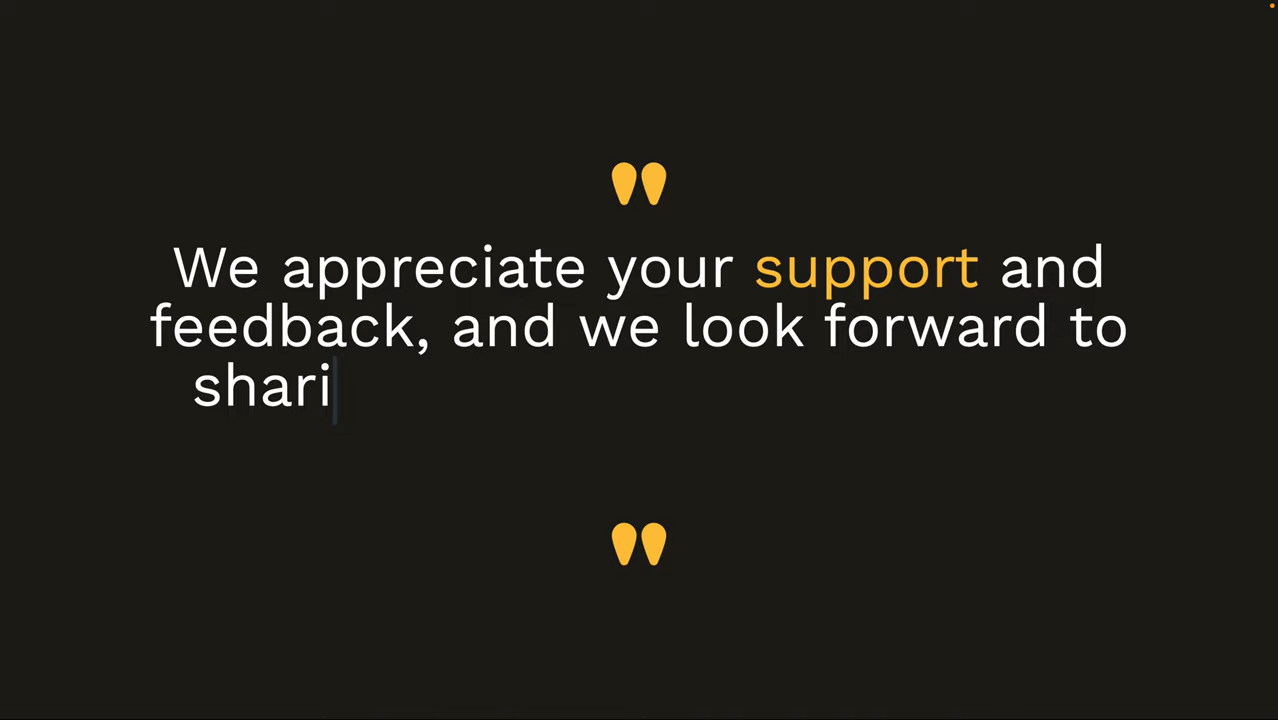 "
We appreciate your support and
feedback, and we look forward to
shari
"